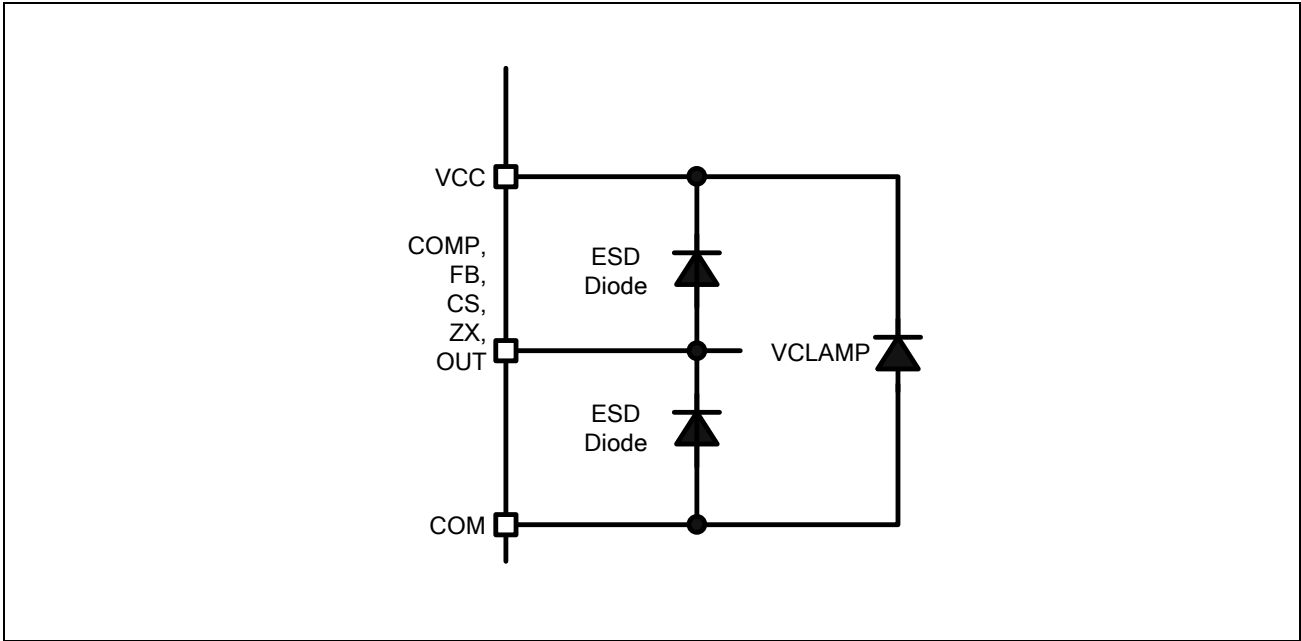 VCC
COMP,
FB,
CS,
ZX,
OUT
ESD
Diode
VCLAMP
ESD
Diode
COM